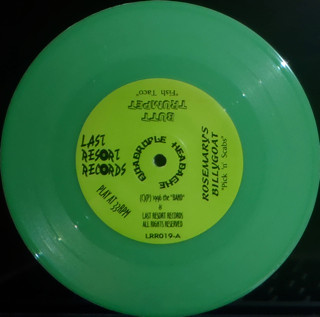 "Fish Taco"
BUTT
TRUMPET
QUADRUPLE HEADACHE
LAST
RESORT
RECORDS
PLAY AT 33RPM
ROSEMARY'S
BILLYGOAT
"Pick 'n' Scabs"
(C)(P) 1996 the "BAND"
&
LAST RESORT RECORDS
ALL RIGHTS RESERVED
LRR019-A